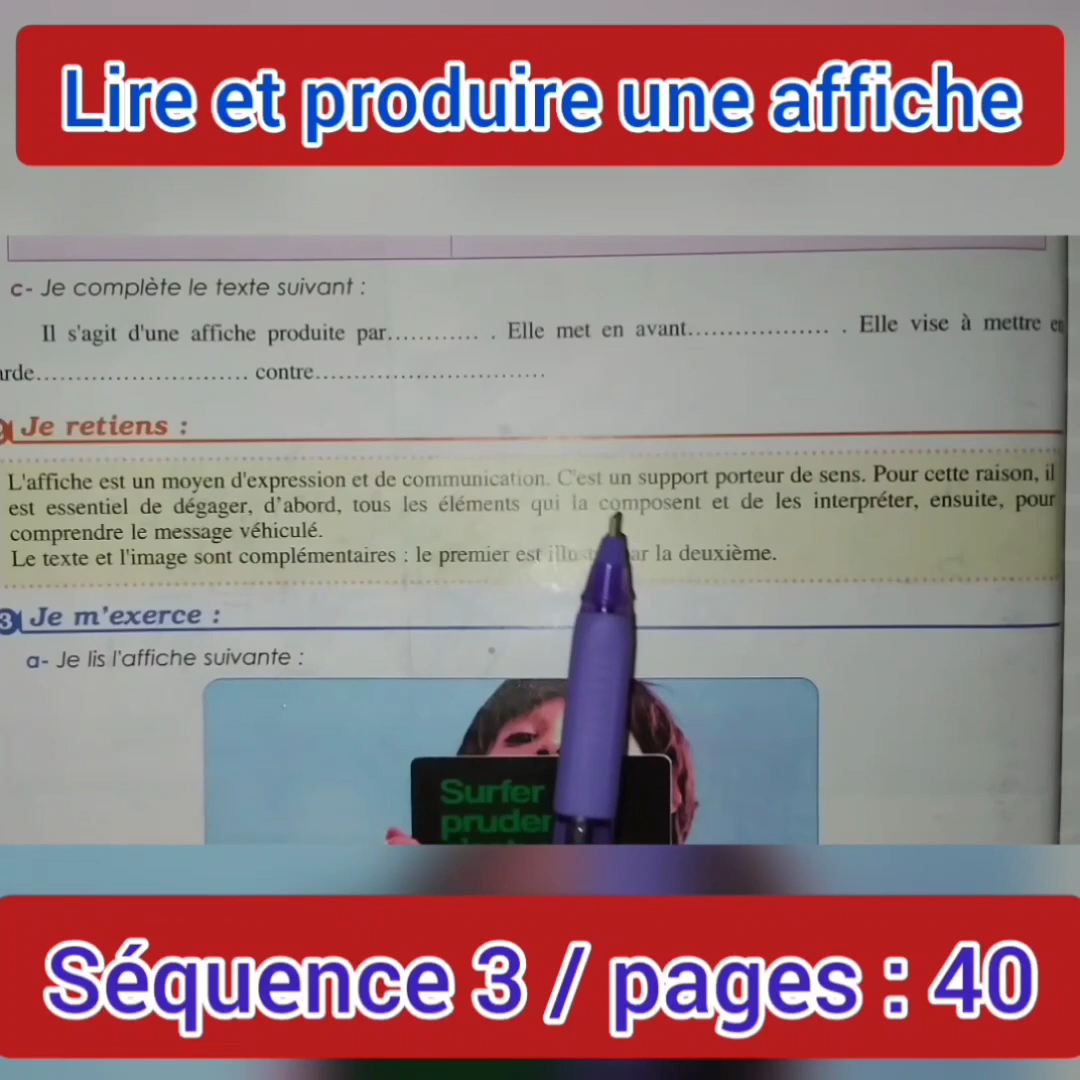 Lire et produire une affiche
c- Je complète le texte suivant :
Il s'agit d'une affiche produite par............ . Elle met en avant.................. . Elle vise à mettre
arde........................... contre..............................
Je retiens :
L'affiche est un moyen d'expression et de communication. C'est un support porteur de sens. Pour cette raison, il
est essentiel de dégager, d'abord, tous les éléments qui la composent et de les interpréter, ensuite, pour
comprendre le message véhiculé.
Le texte et l'image sont complémentaires : le premier est par la deuxième.
3 Je m'exerce :
a- Je lis l'affiche suivante :
Surfer
Séquence 3 / pages : 40